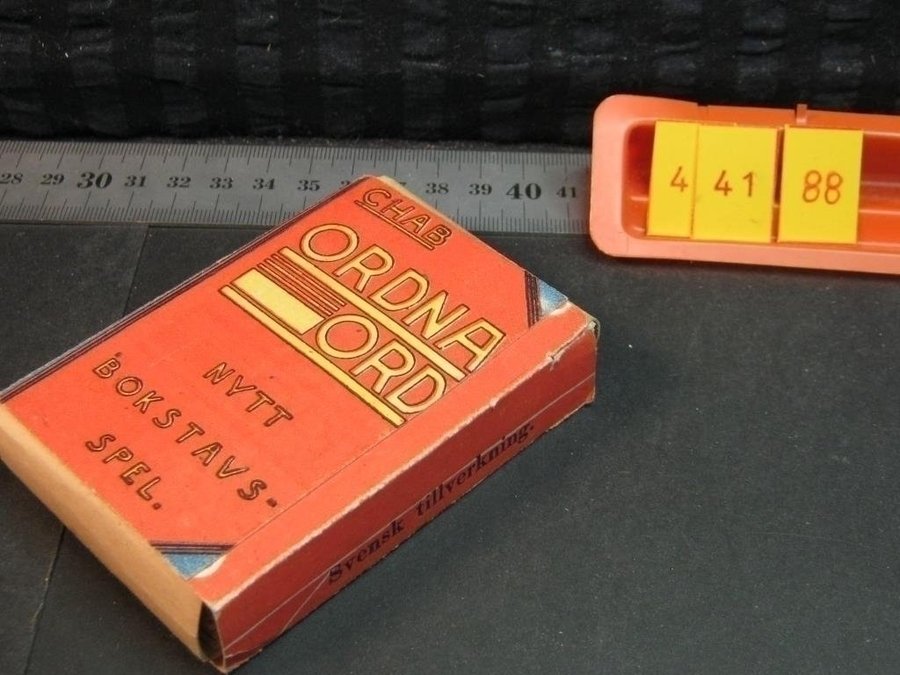 28 29 30 31 32 33 34 35 38 39 40 41
4 41 88
CHAB
ORDNA
ORD
NYTT
BOKSTAVS-
SPEL.
Svensk tillverkning.